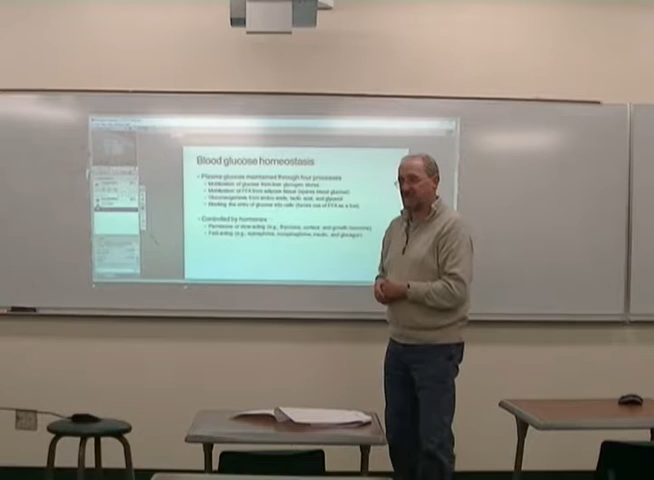 Blood glucose homeostasis
• Plasma glucose maintained through four processes
• Mobilization of glucose from liver glycogen stores
• Mobilization of FFA from adipose tissue (spares blood glucose)
• Gluconeogenesis from amino acids, lactic acid, and glycerol
• Blocking the entry of glucose into cells (forces use of FFA as a fuel)
• Controlled by hormones
• Permissive or slow-acting (e.g., thyroxine, cortisol, and growth hormone)
• Fast-acting (e.g., epinephrine, norepinephrine, insulin, and glucagon)